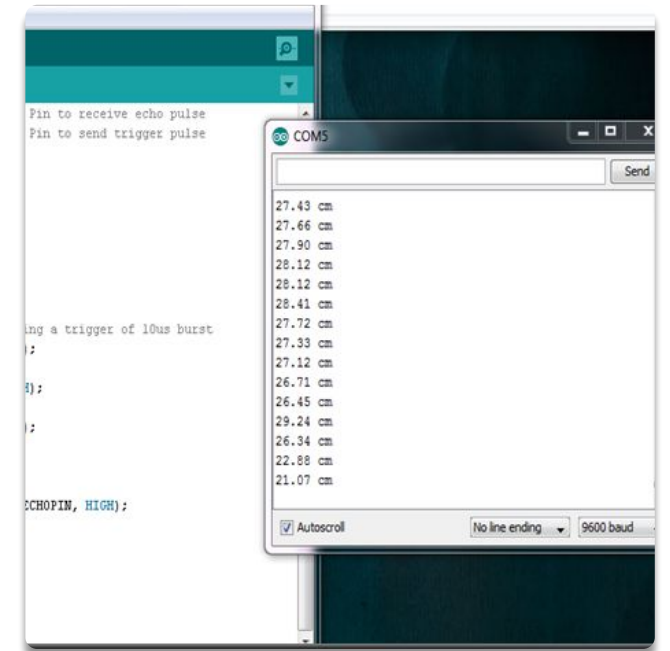 Pin to receive echo pulse
Pin to send trigger pulse
ing a trigger of 10us burst
);
H);
);
ECHOPIN, HIGH);
COM5
Send
27.43 cm
27.66 cm
27.90 cm
28.12 cm
28.12 cm
28.41 cm
27.72 cm
27.33 cm
27.12 cm
26.71 cm
26.45 cm
29.24 cm
26.34 cm
22.88 cm
21.07 cm
Autoscroll
No line ending
9600 baud